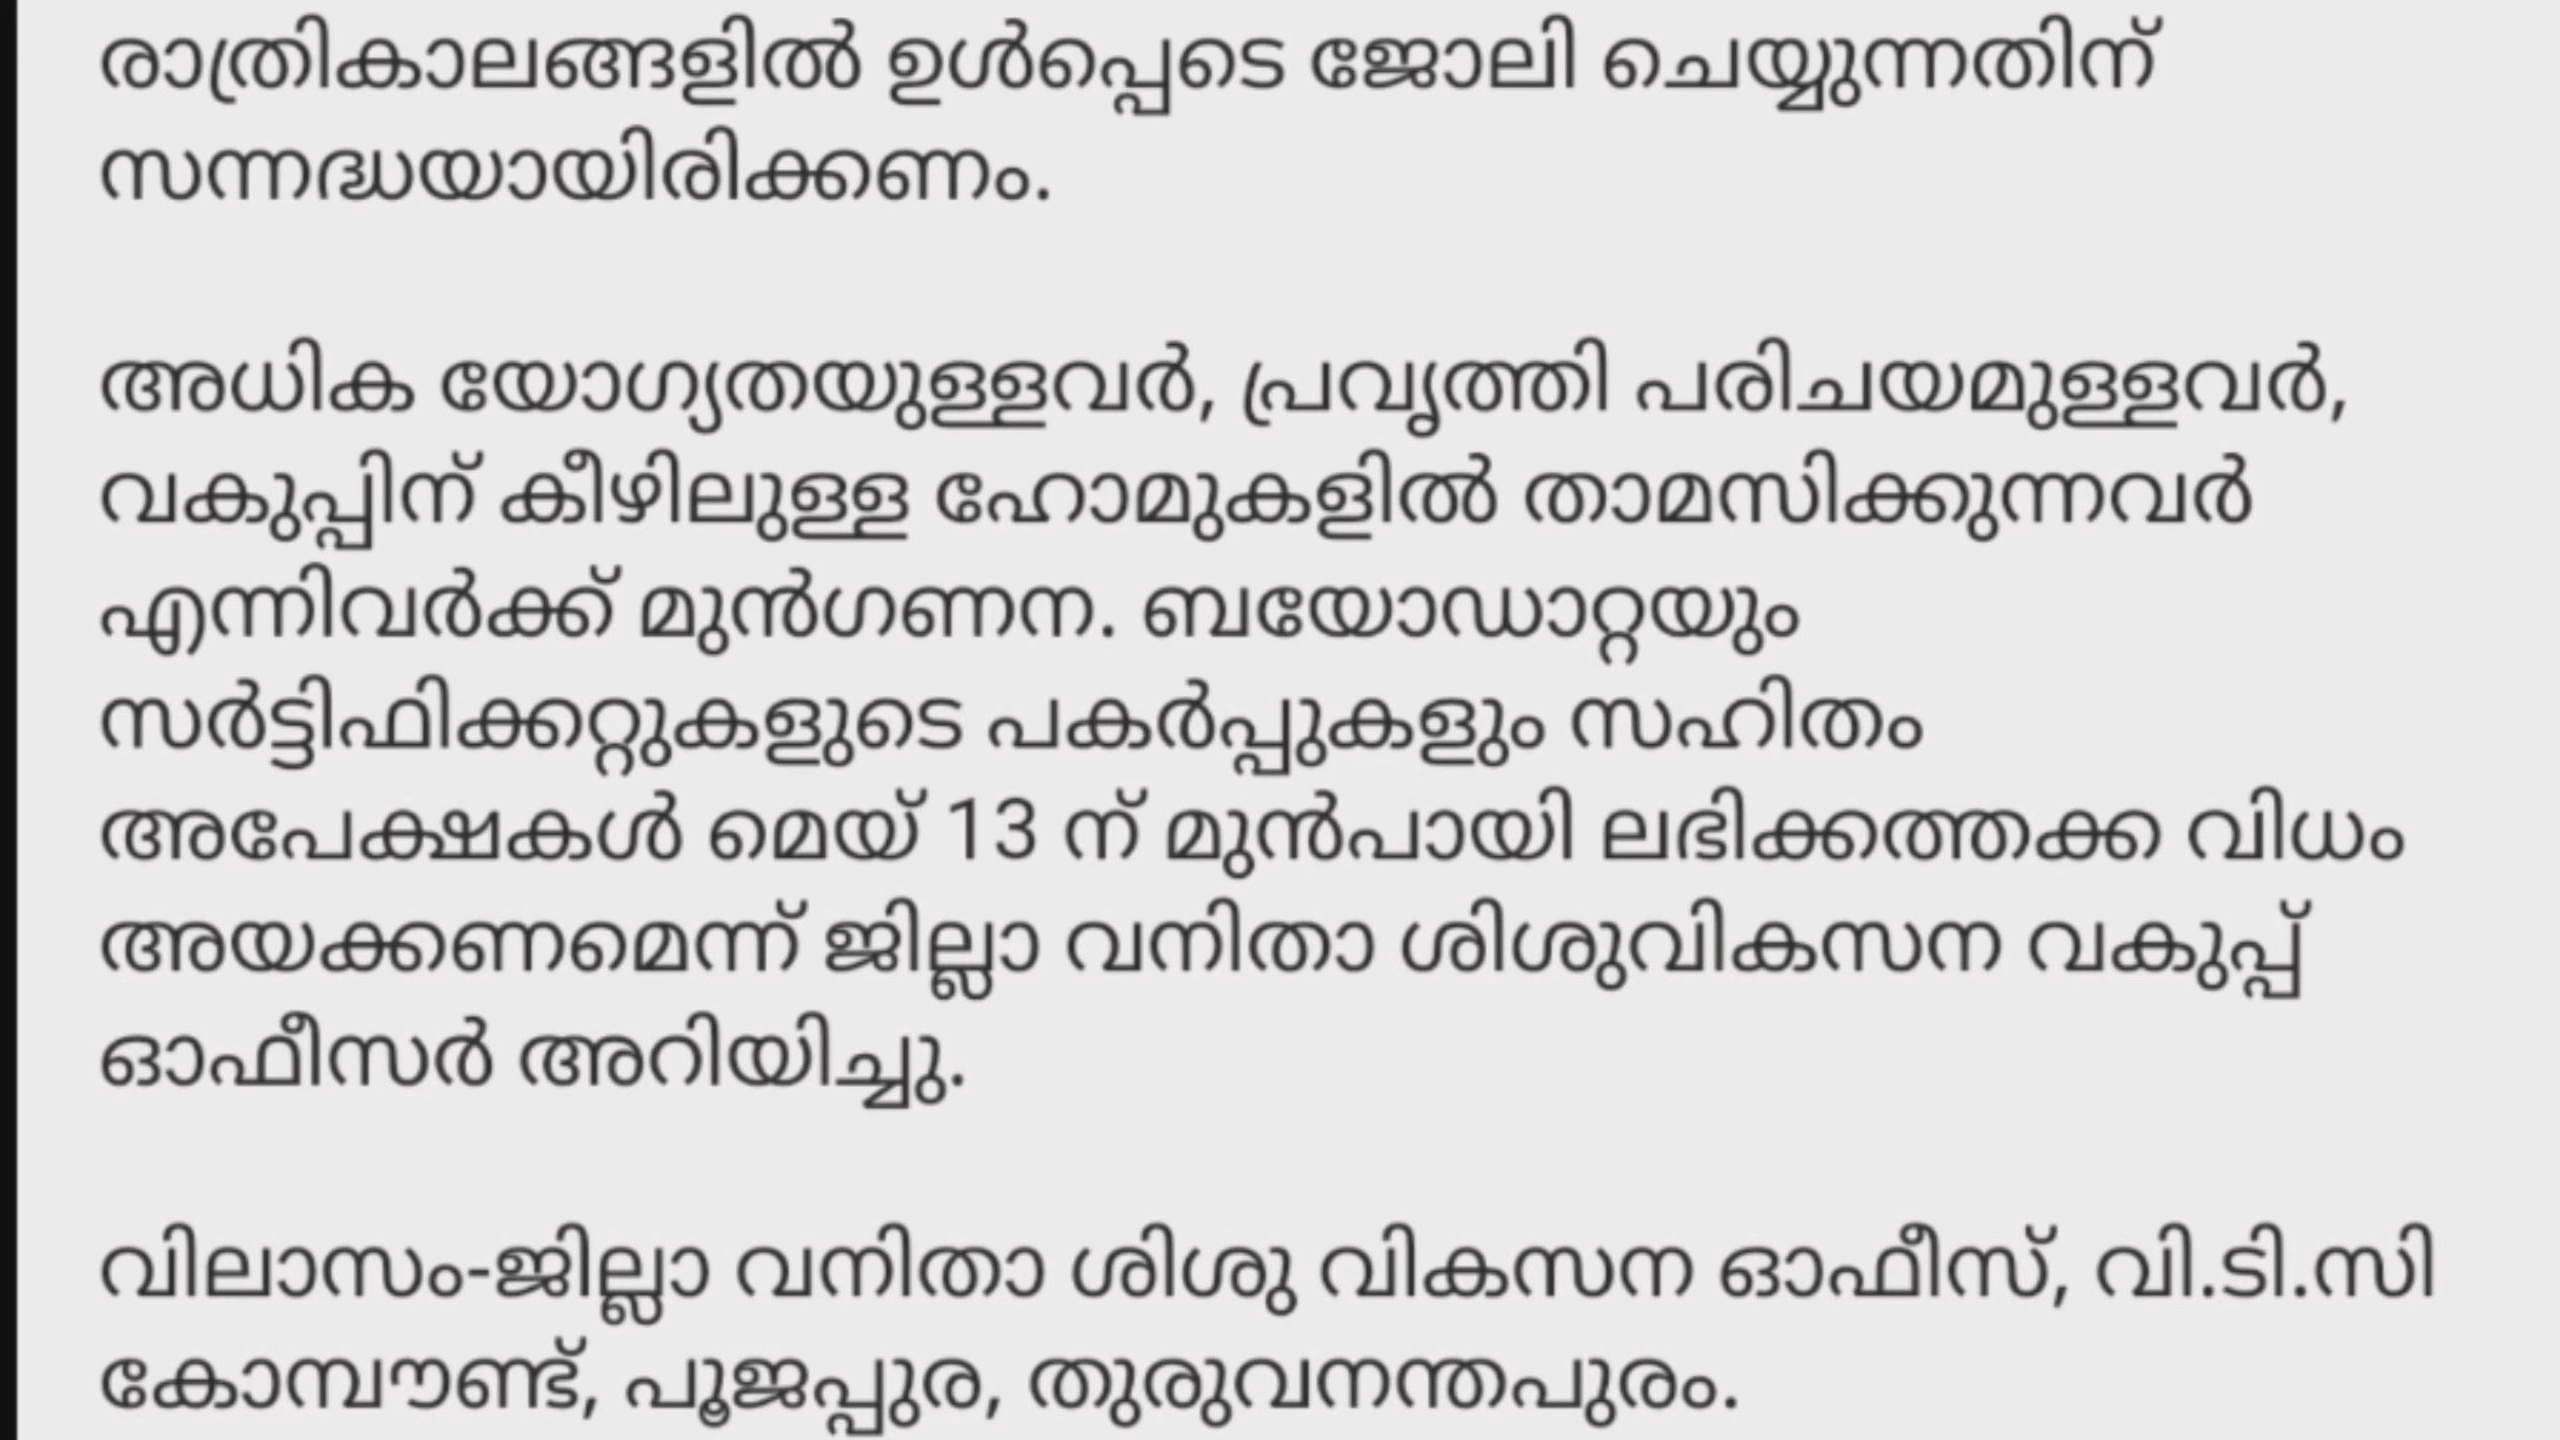 രാത്രികാലങ്ങളിൽ ഉൾപ്പെടെ ജോലി ചെയ്യുന്നതിന്
സന്നദ്ധയായിരിക്കണം.
അധിക യോഗ്യതയുള്ളവർ, പ്രവൃത്തി പരിചയമുള്ളവർ,
വകുപ്പിന് കീഴിലുള്ള ഹോമുകളിൽ താമസിക്കുന്നവർ
എന്നിവർക്ക് മുൻഗണന. ബയോഡാറ്റയും
സർട്ടിഫിക്കറ്റുകളുടെ പകർപ്പുകളും സഹിതം
അപേക്ഷകൾ മെയ് 13 ന് മുൻപായി ലഭിക്കത്തക്ക വിധം
അയക്കണമെന്ന് ജില്ലാ വനിതാ ശിശുവികസന വകുപ്പ്
ഓഫീസർ അറിയിച്ചു.
വിലാസം-ജില്ലാ വനിതാ ശിശു വികസന ഓഫീസ്, വി.ടി.സി
കോമ്പൗണ്ട്, പൂജപ്പുര, തുരുവനന്തപുരം.